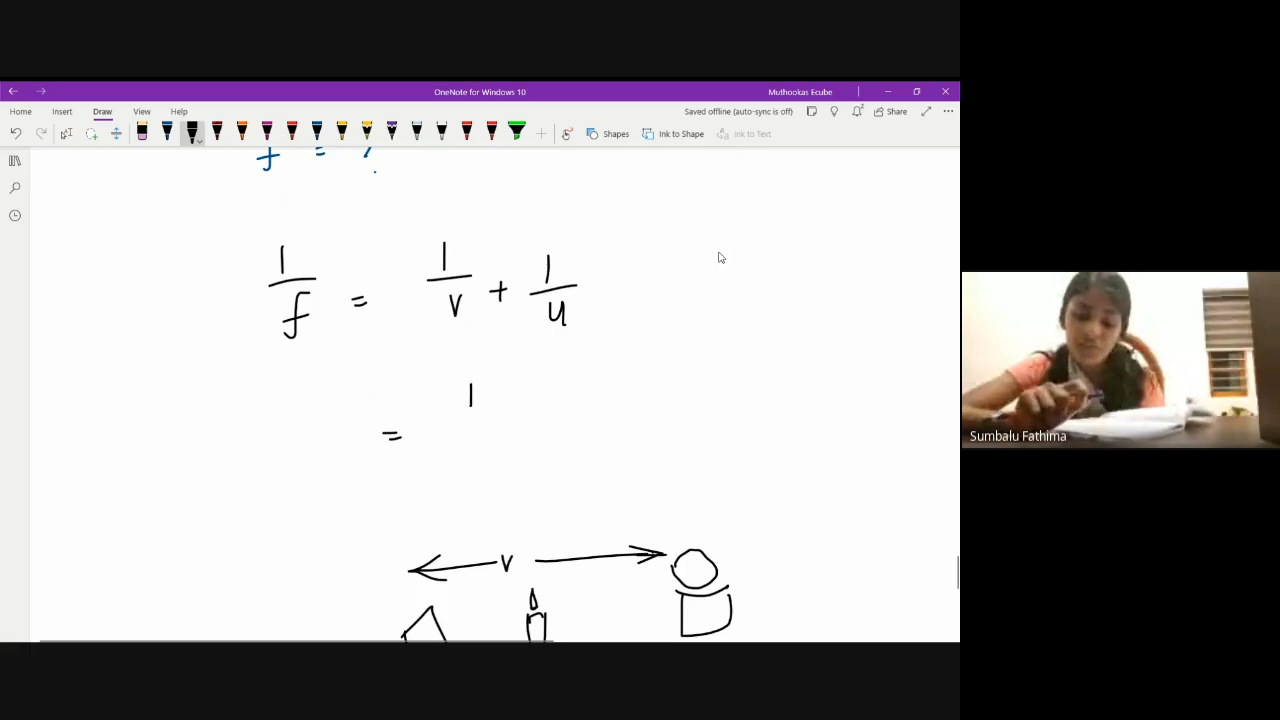 OneNote for Windows 10
Muthookas Ecube
Home Insert Draw View Help
Saved offline (auto-sync is off)
Share
Shapes
Ink to Shape
Ink to Text
f = ?
1/f = 1/v + 1/u
1
=
v
Sumbalu Fathima